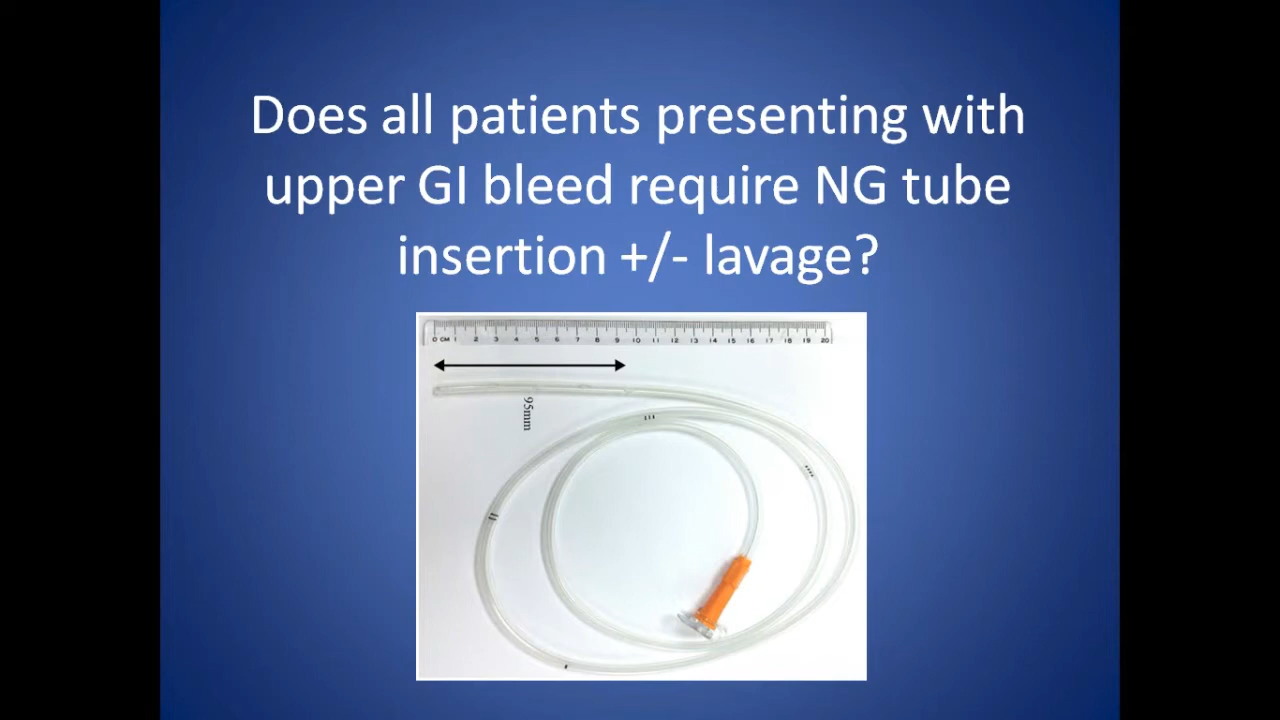 Does all patients presenting with
upper GI bleed require NG tube
insertion +/- lavage?
0 CM 1 2 3 4 5 6 7 8 9 10 11 12 13 14 15 16 17 18 19 20
95mm